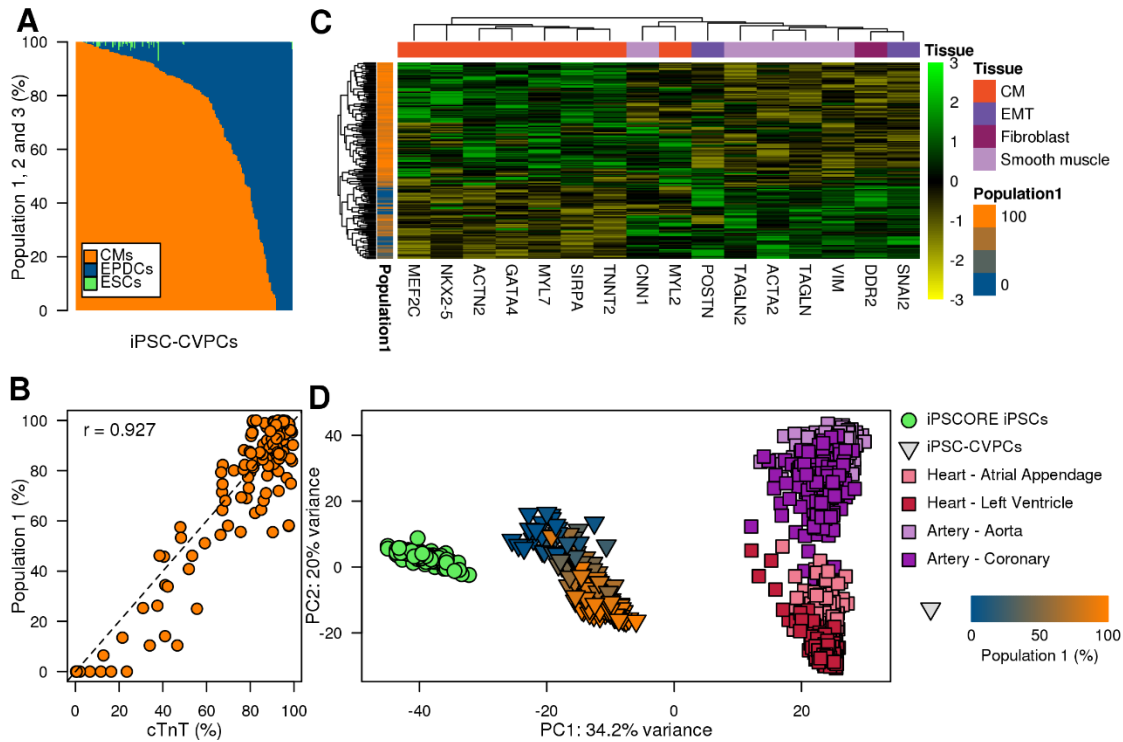 A
Population 1, 2 and 3 (%)
100
80
60
40
20
0
CMs
EPDCs
ESCs
iPSC-CVPCs
C
Tissue
3
2
1
0
-1
-2
-3
Tissue
CM
EMT
Fibroblast
Smooth muscle
Population1
100
0
Population1
MEF2C
NKX2-5
ACTN2
GATA4
MYL7
SIRPA
TNNT2
CNN1
MYL2
POSTN
TAGLN2
ACTA2
TAGLN
VIM
DDR2
SNAI2
B
Population 1 (%)
100
80
60
40
20
0
r = 0.927
0 20 40 60 80 100
cTnT (%)
D
PC2: 20% variance
40
20
0
-20
-40 -20 0 20
PC1: 34.2% variance
iPSCORE iPSCs
iPSC-CVPCs
Heart - Atrial Appendage
Heart - Left Ventricle
Artery - Aorta
Artery - Coronary
0 50 100
Population 1 (%)